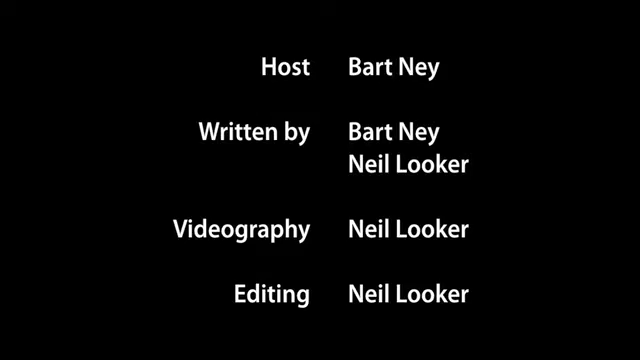 Host Bart Ney
Written by Bart Ney
Neil Looker
Videography Neil Looker
Editing Neil Looker